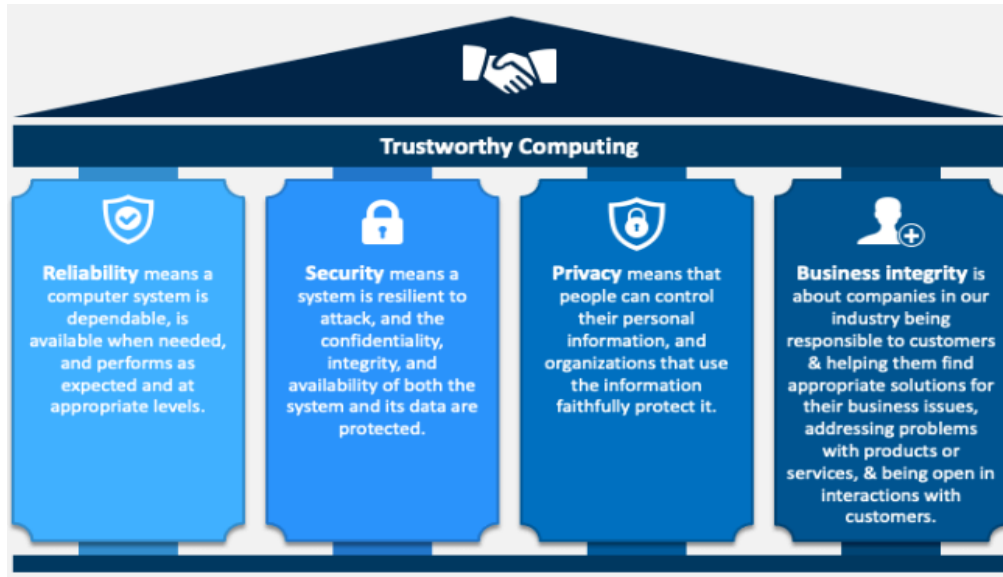 Trustworthy Computing
Reliability means a
computer system is
dependable, is
available when needed,
and performs as
expected and at
appropriate levels.
Security means a
system is resilient to
attack, and the
confidentiality,
integrity, and
availability of both the
system and its data are
protected.
Privacy means that
people can control
their personal
information, and
organizations that use
the information
faithfully protect it.
Business integrity is
about companies in our
industry being
responsible to customers
& helping them find
appropriate solutions for
their business issues,
addressing problems
with products or
services, & being open in
interactions with
customers.